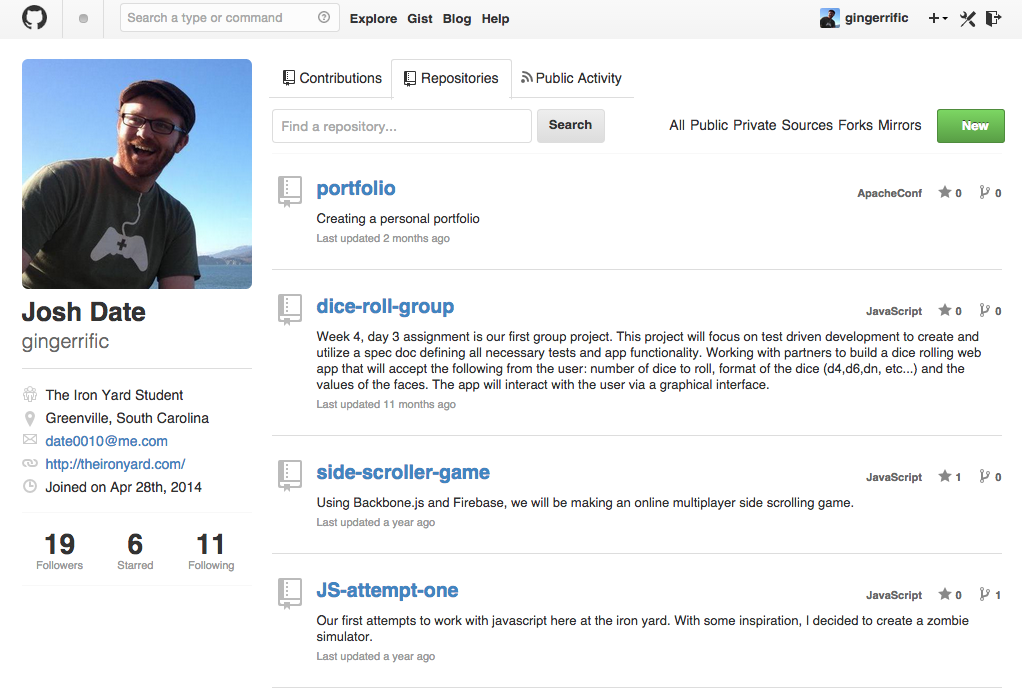 Search a type or command
Explore Gist Blog Help
gingerrific
Contributions
Repositories
Public Activity
Find a repository...
Search
All Public Private Sources Forks Mirrors
New
Josh Date
gingerrific
The Iron Yard Student
Greenville, South Carolina
date0010@me.com
http://theironyard.com/
Joined on Apr 28th, 2014
19 6 11
Followers Starred Following
portfolio
ApacheConf 0 0
Creating a personal portfolio
Last updated 2 months ago
dice-roll-group
JavaScript 0 0
Week 4, day 3 assignment is our first group project. This project will focus on test driven development to create and
utilize a spec doc defining all necessary tests and app functionality. Working with partners to build a dice rolling web
app that will accept the following from the user: number of dice to roll, format of the dice (d4,d6,dn, etc...) and the
values of the faces. The app will interact with the user via a graphical interface.
Last updated 11 months ago
side-scroller-game
JavaScript 1 0
Using Backbone.js and Firebase, we will be making an online multiplayer side scrolling game.
Last updated a year ago
JS-attempt-one
JavaScript 0 1
Our first attempts to work with javascript here at the iron yard. With some inspiration, I decided to create a zombie
simulator.
Last updated a year ago